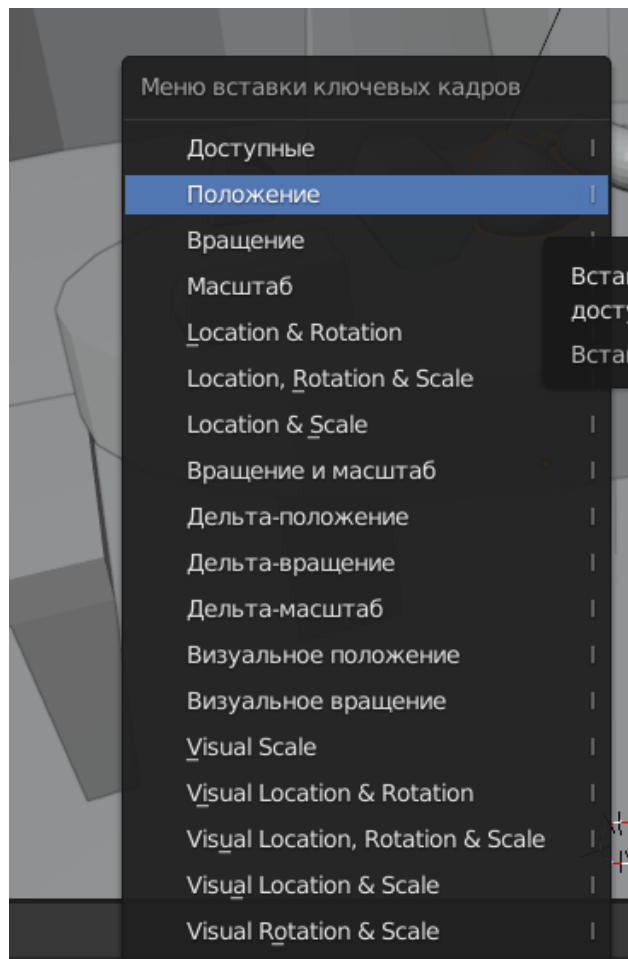 Меню вставки ключевых кадров
Доступные I
Положение I
Вращение I
Масштаб
Location & Rotation
Location, Rotation & Scale
Location & Scale I
Вращение и масштаб I
Дельта-положение I
Дельта-вращение I
Дельта-масштаб I
Визуальное положение I
Визуальное вращение I
Visual Scale I
Visual Location & Rotation I
Visual Location, Rotation & Scale I
Visual Location & Scale I
Visual Rotation & Scale I